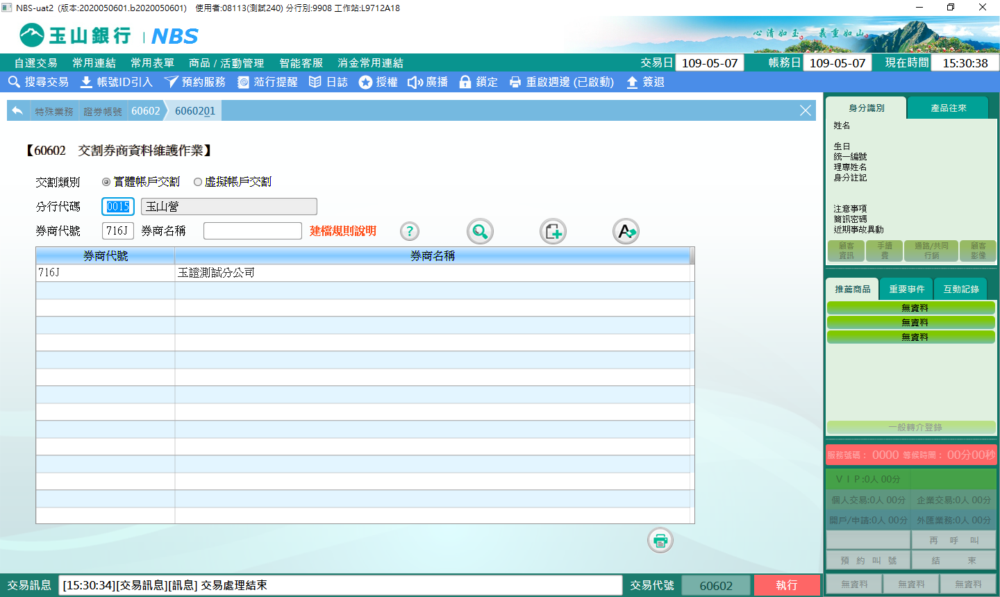 NBS-uat2 (版本:2020050601.b2020050601) 使用者:08113(測試240) 分行別:9908 工作站:L9712A18
玉山銀行 | NBS
心清如玉 義重如山
自選交易 常用連結 常用表單 商品 / 活動管理 智能客服 消金常用連結 交易日 109-05-07 帳務日 109-05-07 現在時間 15:30:38
搜尋交易 帳號ID引入 預約服務 蒞行提醒 日誌 授權 廣播 鎖定 重啟週邊 (已啟動) 簽退
特殊業務 證券帳號 60602 6060201
【60602 交割券商資料維護作業】
交割類別 實體帳戶交割 虛擬帳戶交割
分行代碼 0015 玉山營
券商代號 716J 券商名稱 建檔規則說明 ?
券商代號 券商名稱
716J 玉證測試分公司
身分識別 產品往來
姓名
生日
統一編號
理專姓名
身分註記
注意事項
簡訊密碼
近期事故異動
顧客資訊 手續費 通路/共同行銷 顧客影像
推薦商品 重要事件 互動記錄
無資料
無資料
無資料
一般轉介登錄
服務號碼： 0000 等候時間： 00分00秒
ＶＩＰ:0人 00分
個人交易:0人 00分 企業交易:0人 00分
開戶/申請:0人 00分 外匯業務:0人 00分
再 呼 叫
預 約 叫 號 結 束
無資料 無資料 無資料
交易訊息 [15:30:34][交易訊息][訊息] 交易處理結束 交易代號 60602 執行